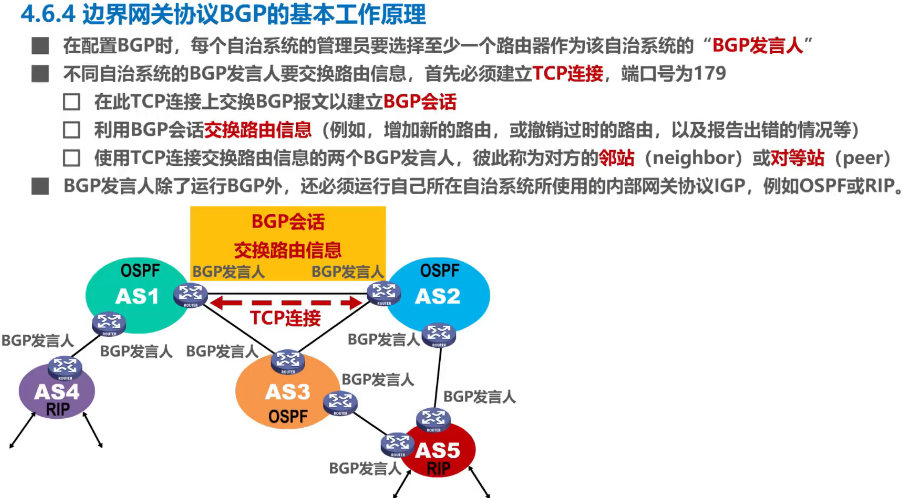 4.6.4 边界网关协议BGP的基本工作原理
在配置BGP时，每个自治系统的管理员要选择至少一个路由器作为该自治系统的“BGP发言人”
不同自治系统的BGP发言人要交换路由信息，首先必须建立TCP连接，端口号为179
在此TCP连接上交换BGP报文以建立BGP会话
利用BGP会话交换路由信息（例如，增加新的路由，或撤销过时的路由，以及报告出错的情况等）
使用TCP连接交换路由信息的两个BGP发言人，彼此称为对方的邻站（neighbor）或对等站（peer）
BGP发言人除了运行BGP外，还必须运行自己所在自治系统所使用的内部网关协议IGP，例如OSPF或RIP。
BGP会话
交换路由信息
OSPF
BGP发言人
BGP发言人
OSPF
AS1
ROUTER
ROUTER
AS2
TCP连接
ROUTER
BGP发言人
BGP发言人
BGP发言人
BGP发言人
ROUTER
ROUTER
ROUTER
AS4
RIP
AS3
OSPF
BGP发言人
ROUTER
BGP发言人
ROUTER
ROUTER
AS5
RIP
BGP发言人